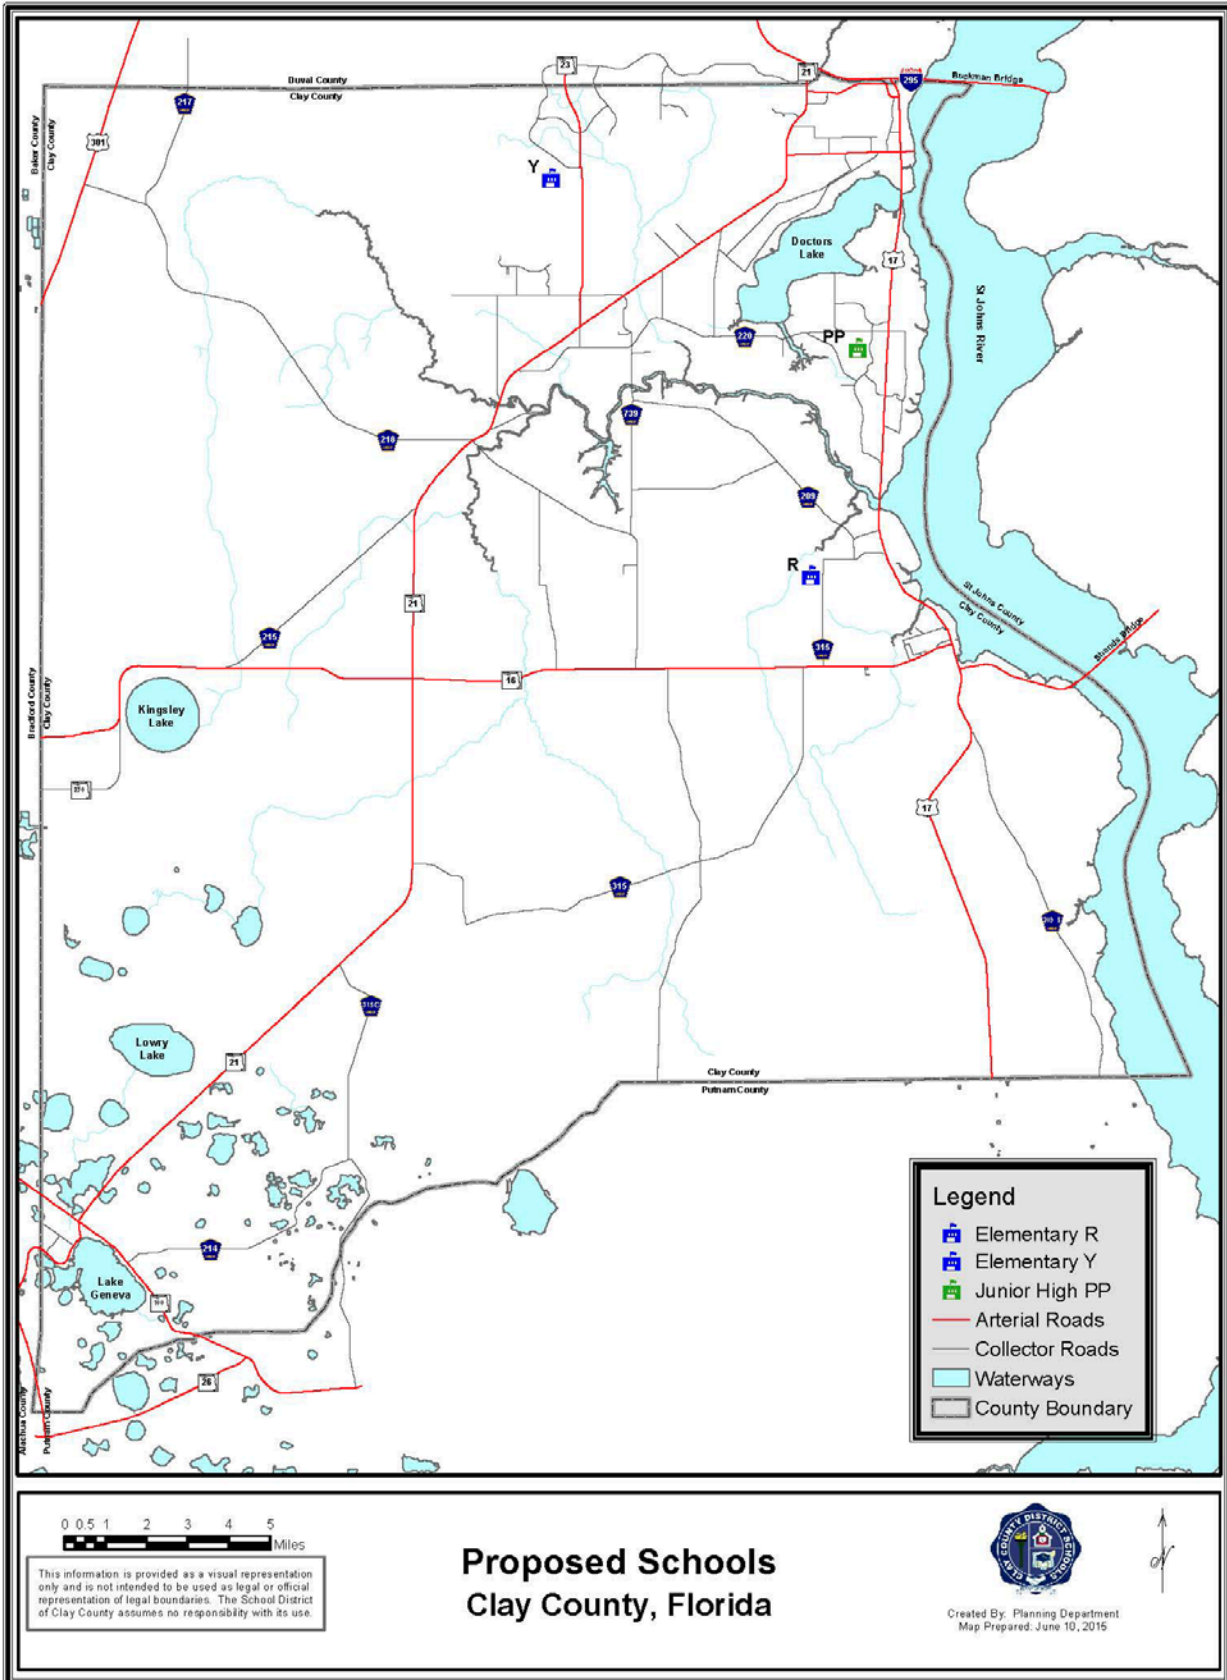 23
21
295
Buckman Bridge
Duval County
Clay County
217
301
Baker County
Clay County
Y
Doctors
Lake
17
St Johns River
220
PP
739
218
209
R
St Johns County
Clay County
21
215
315
Shands Bridge
16
Bradford County
Clay County
Kingsley
Lake
17
315
Lowry
Lake
21
Clay County
Putnam County
214
Lake
Geneva
26
Alachua County
Putnam County
Legend
Elementary R
Elementary Y
Junior High PP
Arterial Roads
Collector Roads
Waterways
County Boundary
0 0.5 1 2 3 4 5
Miles
This information is provided as a visual representation
only and is not intended to be used as legal or official
representation of legal boundaries. The School District
of Clay County assumes no responsibility with its use.
Proposed Schools
Clay County, Florida
CLAY COUNTY DISTRICT SCHOOLS
N
Created By: Planning Department
Map Prepared: June 10, 2015